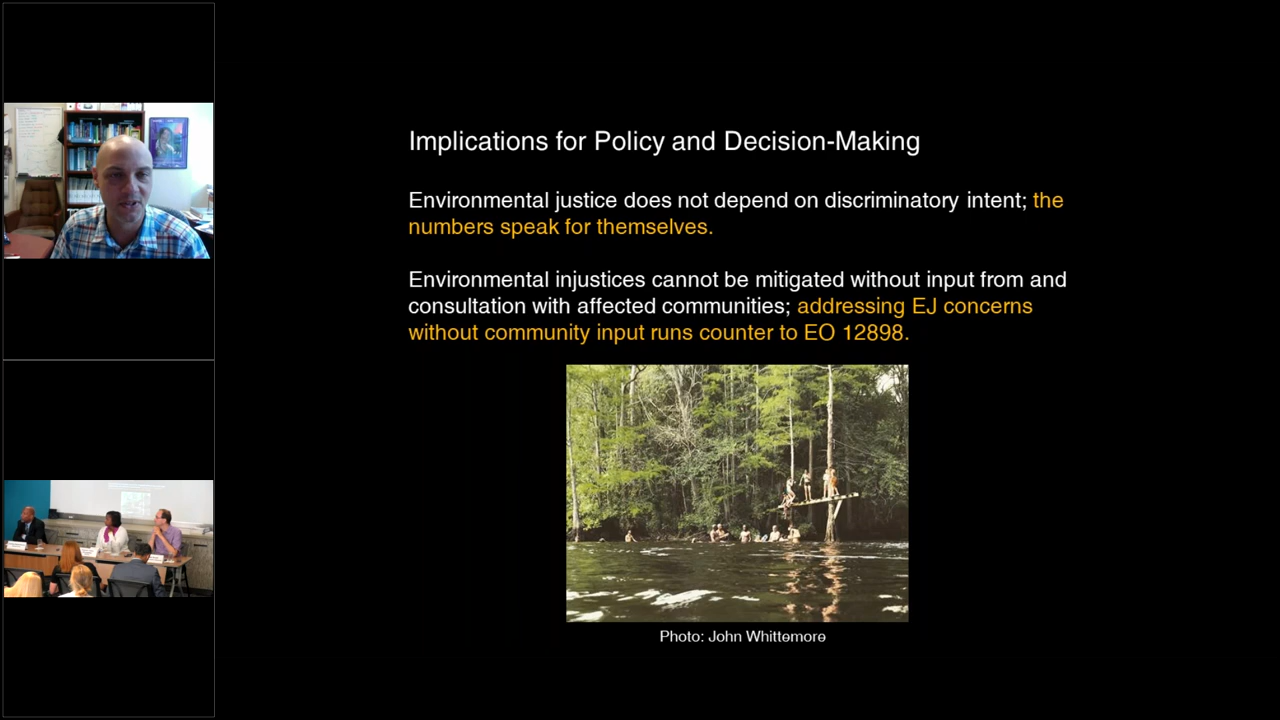 Implications for Policy and Decision-Making
Environmental justice does not depend on discriminatory intent; the
numbers speak for themselves.
Environmental injustices cannot be mitigated without input from and
consultation with affected communities; addressing EJ concerns
without community input runs counter to EO 12898.
Photo: John Whittemore